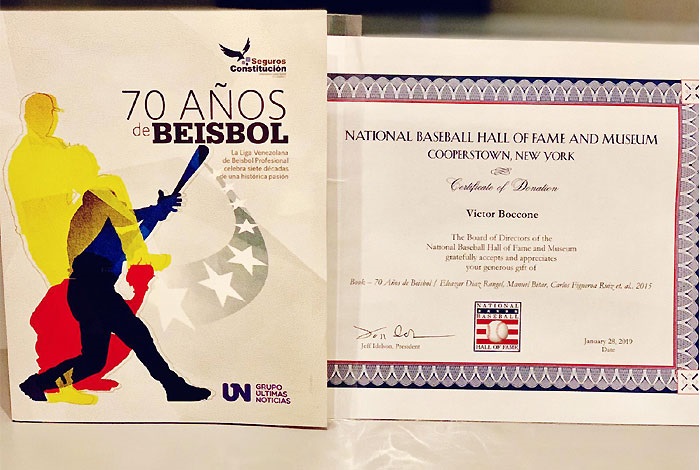 Seguros
Constitución
70 AÑOS
de BEISBOL
La Liga Venezolana
de Beisbol Profesional
celebra siete décadas
de una histórica pasión
UN GRUPO
ÚLTIMAS
NOTICIAS
NATIONAL BASEBALL HALL OF FAME AND MUSEUM
COOPERSTOWN, NEW YORK
Certificate of Donation
Victor Boccone
The Board of Directors of the
National Baseball Hall of Fame and Museum
gratefully accepts and appreciates
your generous gift of
Book – 70 Años de Beisbol / Eleazar Díaz Rangel, Manuel Betar, Carlos Figueroa Ruiz et. al., 2015
NATIONAL
BASEBALL
HALL OF FAME
Jeff Idelson, President
January 28, 2019
Date